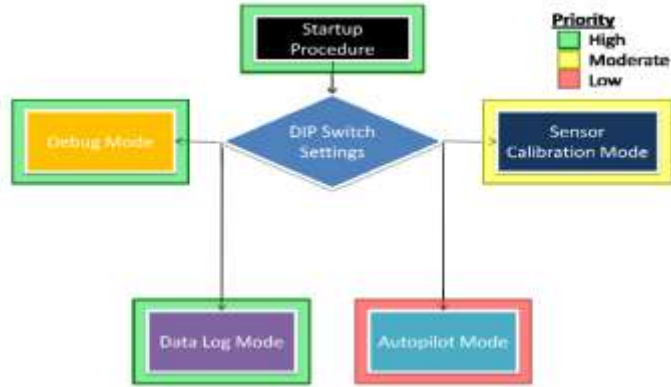 Startup
Procedure
Priority
High
Moderate
Low
Debug Mode
DIP Switch
Settings
Sensor
Calibration Mode
Data Log Mode
Autopilot Mode